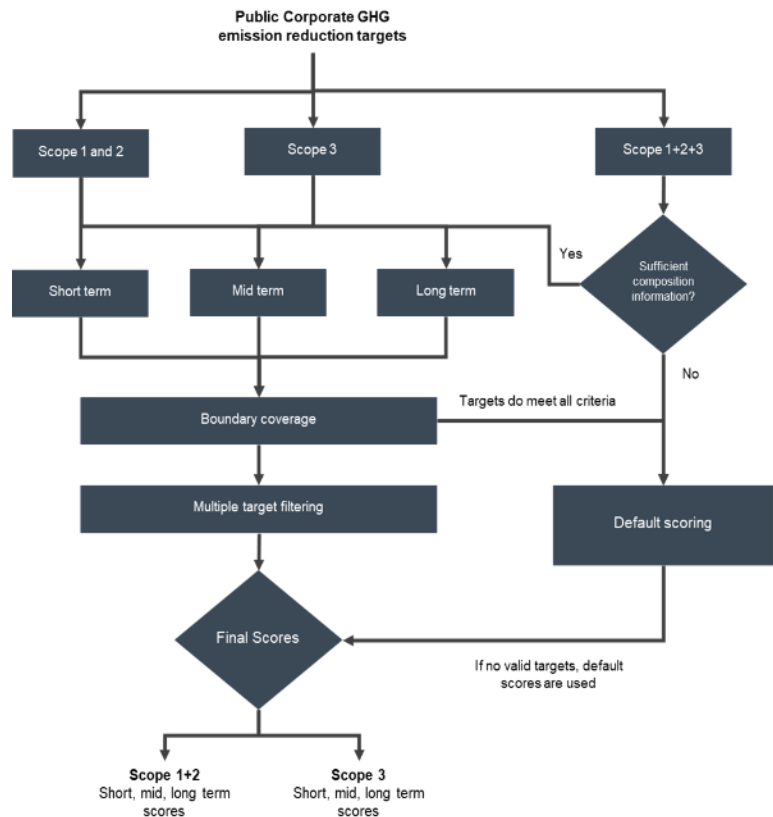 Public Corporate GHG
emission reduction targets
Scope 1 and 2
Scope 3
Scope 1+2+3
Yes
Sufficient
composition
information?
Short term
Mid term
Long term
No
Targets do meet all criteria
Boundary coverage
Multiple target filtering
Default scoring
Final Scores
If no valid targets, default
scores are used
Scope 1+2
Short, mid, long term
scores
Scope 3
Short, mid, long term
scores